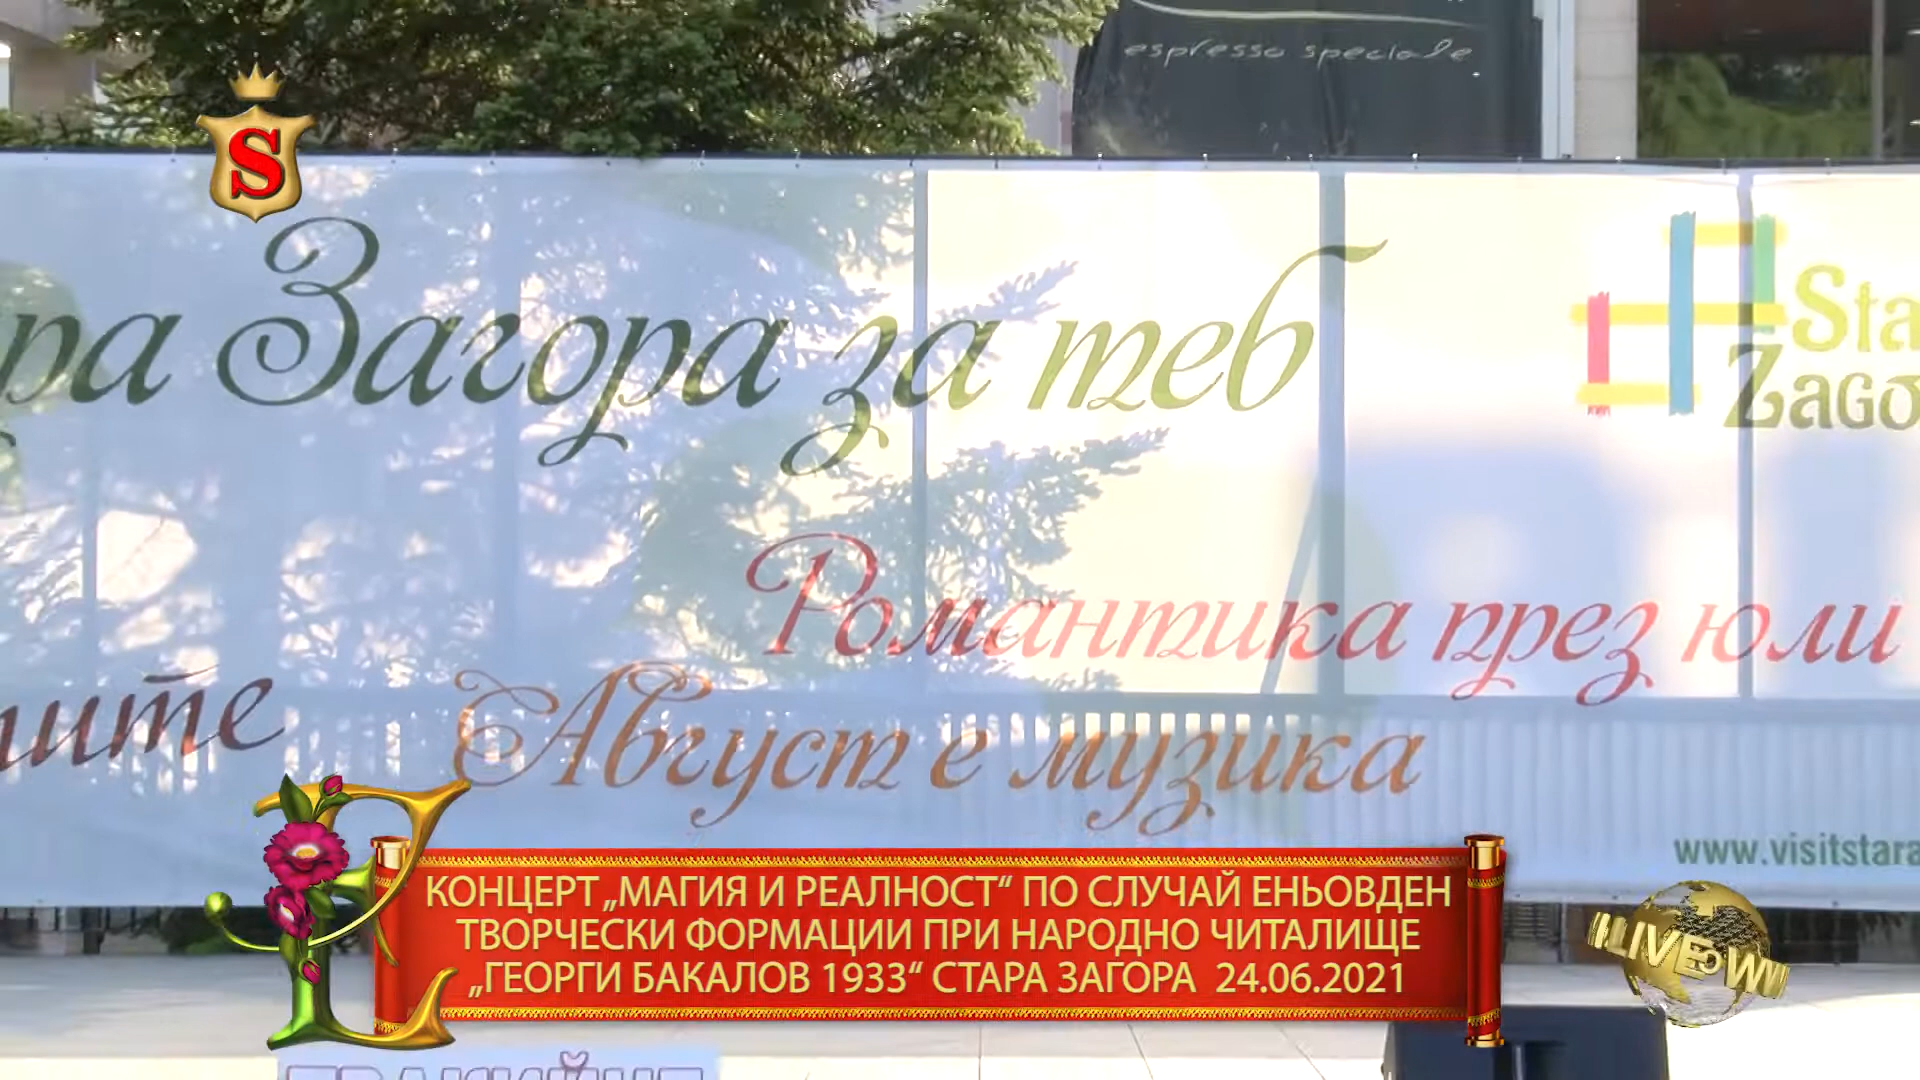 espresso speciale
S
ра Загора за теб
Sta
Zago
Романтика през юли
ите
Август е музика
www.visitstara
КОНЦЕРТ „МАГИЯ И РЕАЛНОСТ“ ПО СЛУЧАЙ ЕНЬОВДЕН
ТВОРЧЕСКИ ФОРМАЦИИ ПРИ НАРОДНО ЧИТАЛИЩЕ
„ГЕОРГИ БАКАЛОВ 1933“ СТАРА ЗАГОРА 24.06.2021
LIVE